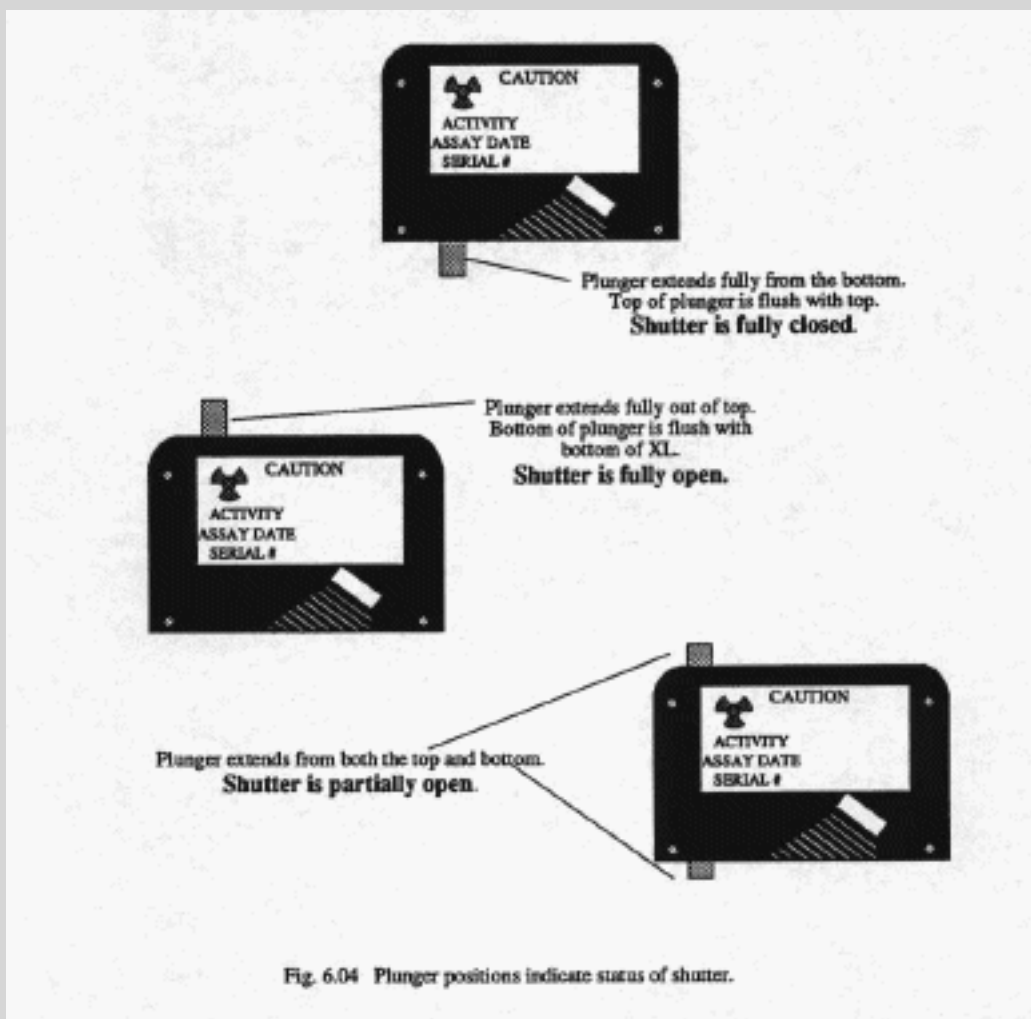 CAUTION
ACTIVITY
ASSAY DATE
SERIAL #
Plunger extends fully from the bottom.
Top of plunger is flush with top.
Shutter is fully closed.
Plunger extends fully out of top.
Bottom of plunger is flush with
bottom of XL.
Shutter is fully open.
CAUTION
ACTIVITY
ASSAY DATE
SERIAL #
CAUTION
ACTIVITY
ASSAY DATE
SERIAL #
Plunger extends from both the top and bottom.
Shutter is partially open.
Fig. 6.04 Plunger positions indicate status of shutter.